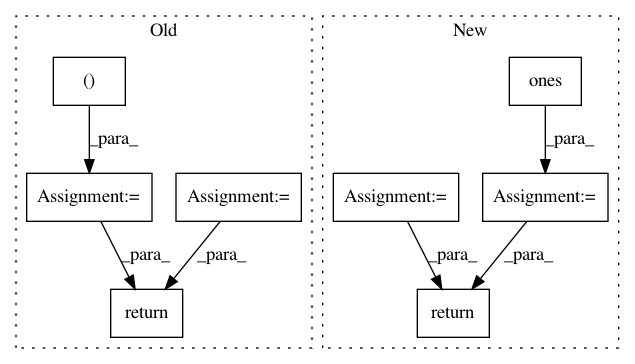 Old
New
()
ones
_para_
_para_
Assignment:=
Assignment:=
Assignment:=
Assignment:=
_para_
_para_
_para_
_para_
return
return